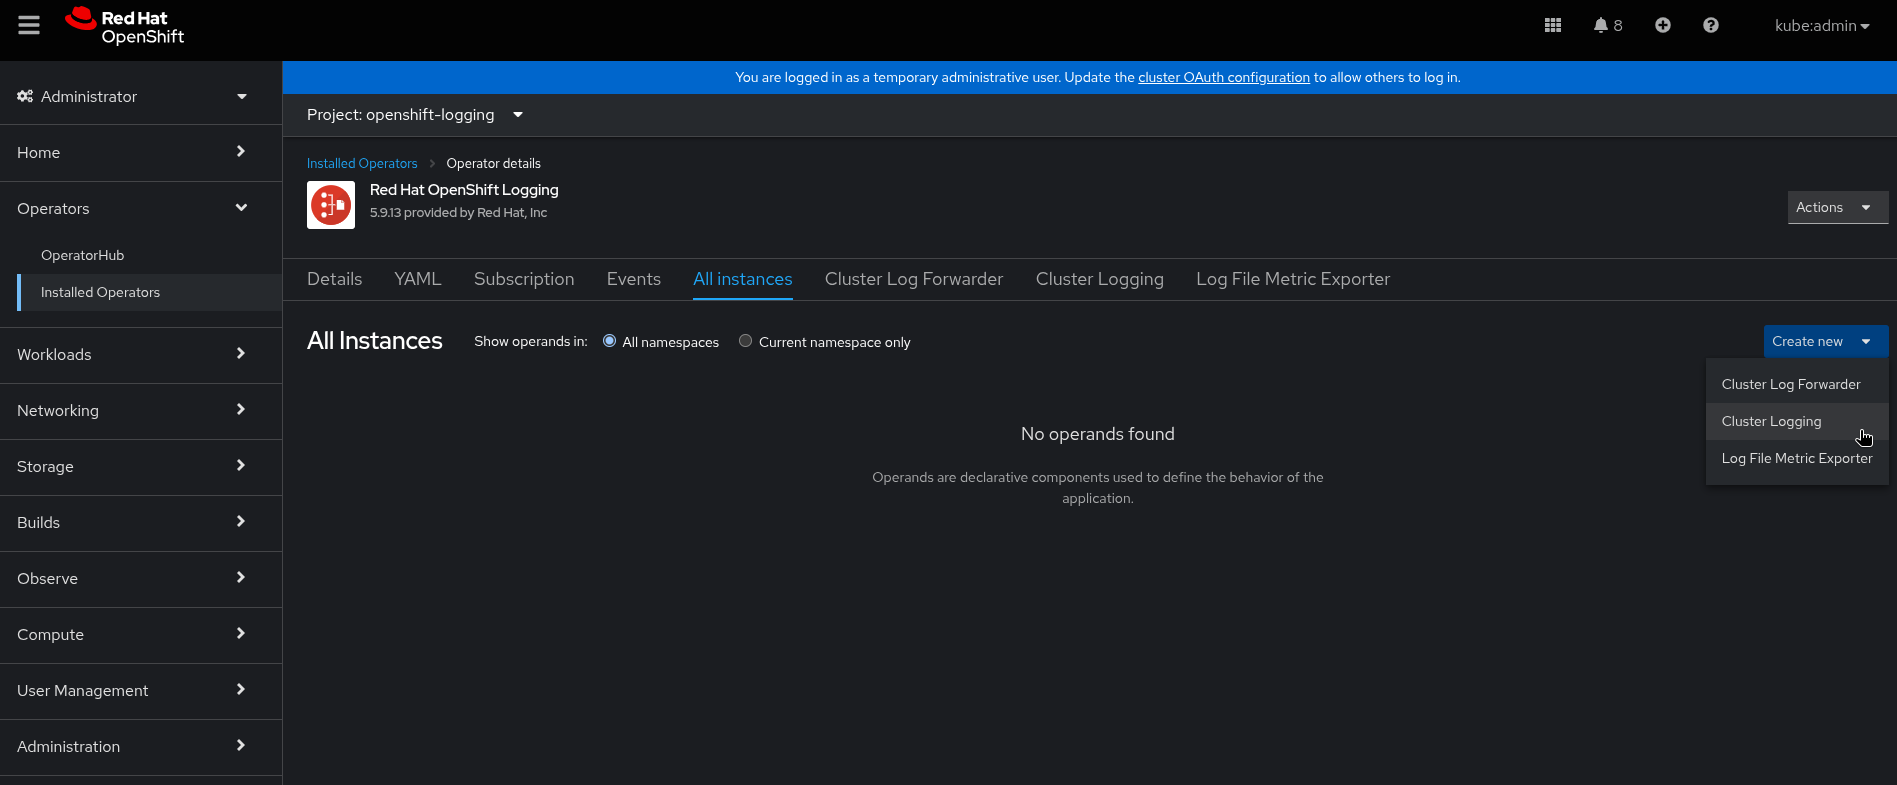 Red Hat
OpenShift
8
kube:admin
Administrator
Home
Operators
OperatorHub
Installed Operators
Workloads
Networking
Storage
Builds
Observe
Compute
User Management
Administration
You are logged in as a temporary administrative user. Update the cluster OAuth configuration to allow others to log in.
Project: openshift-logging
Installed Operators > Operator details
Red Hat OpenShift Logging
5.9.13 provided by Red Hat, Inc
Actions
Details YAML Subscription Events All instances Cluster Log Forwarder Cluster Logging Log File Metric Exporter
All Instances Show operands in: All namespaces Current namespace only Create new
Cluster Log Forwarder
Cluster Logging
Log File Metric Exporter
No operands found
Operands are declarative components used to define the behavior of the
application.